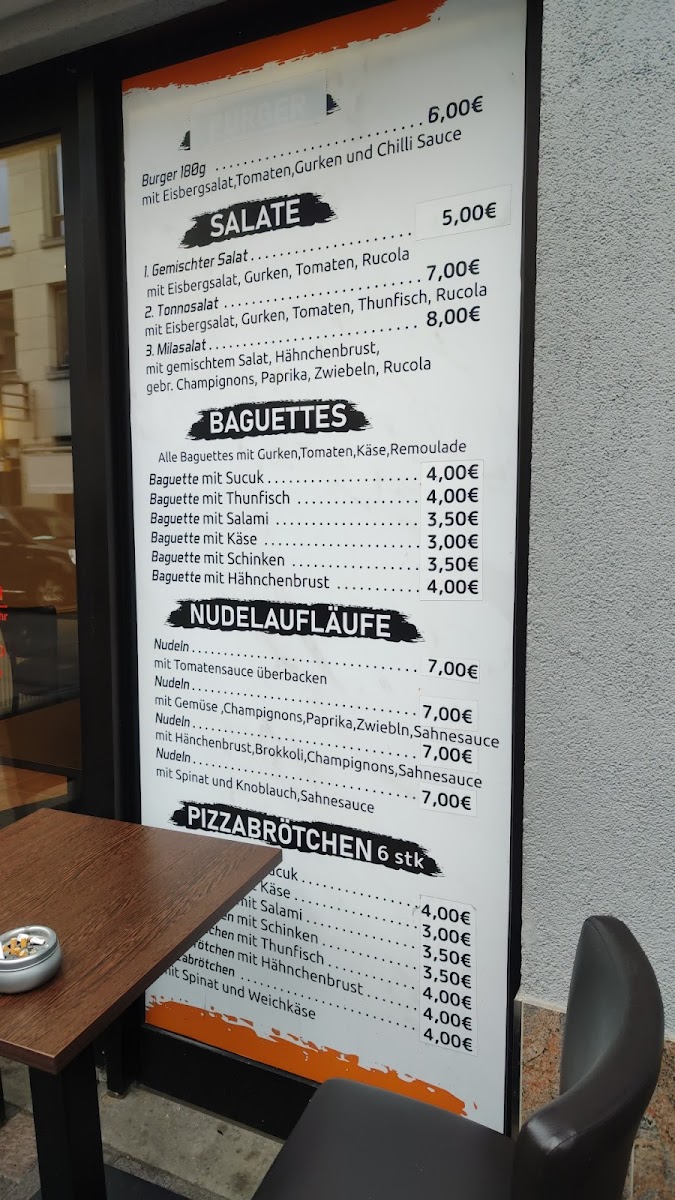 BURGER
Burger 180g ........................ 6,00€
mit Eisbergsalat,Tomaten,Gurken und Chilli Sauce
SALATE
1. Gemischter Salat ................... 5,00€
mit Eisbergsalat, Gurken, Tomaten, Rucola
2. Tonnosalat ....................... 7,00€
mit Eisbergsalat, Gurken, Tomaten, Thunfisch, Rucola
3. Milasalat ......................... 8,00€
mit gemischtem Salat, Hähnchenbrust,
gebr. Champignons, Paprika, Zwiebeln, Rucola
BAGUETTES
Alle Baguettes mit Gurken,Tomaten,Käse,Remoulade
Baguette mit Sucuk ................... 4,00€
Baguette mit Thunfisch ............... 4,00€
Baguette mit Salami .................. 3,50€
Baguette mit Käse .................... 3,00€
Baguette mit Schinken ................ 3,50€
Baguette mit Hähnchenbrust ........... 4,00€
NUDELAUFLÄUFE
Nudeln ............................... 7,00€
mit Tomatensauce überbacken
Nudeln ............................... 7,00€
mit Gemüse ,Champignons,Paprika,Zwiebln,Sahnesauce
Nudeln ............................... 7,00€
mit Hänchenbrust,Brokkoli,Champignons,Sahnesauce
Nudeln ............................... 7,00€
mit Spinat und Knoblauch,Sahnesauce
PIZZABRÖTCHEN 6 stk
ucuk ................. 4,00€
Käse ................. 3,00€
mit Salami ................. 3,50€
en mit Schinken ................. 3,50€
chen mit Thunfisch ................. 4,00€
rötchen mit Hähnchenbrust ........ 4,00€
zabrötchen ................. 4,00€
mit Spinat und Weichkäse